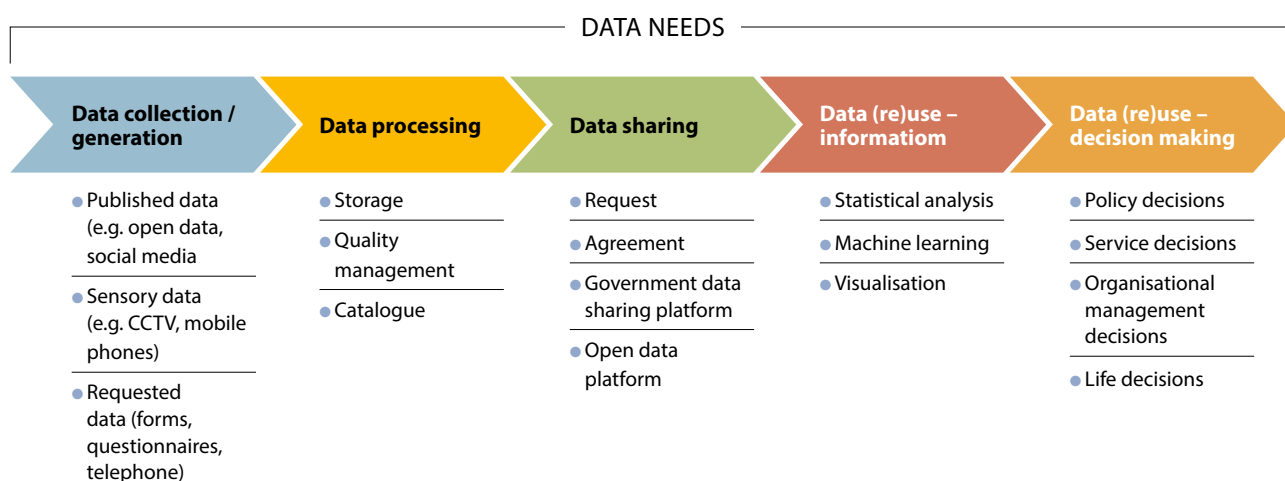 DATA NEEDS
Data collection /
generation
Data processing
Data sharing
Data (re)use –
informatiom
Data (re)use –
decision making
Published data
(e.g. open data,
social media
Sensory data
(e.g. CCTV, mobile
phones)
Requested
data (forms,
questionnaires,
telephone)
Storage
Quality
management
Catalogue
Request
Agreement
Government data
sharing platform
Open data
platform
Statistical analysis
Machine learning
Visualisation
Policy decisions
Service decisions
Organisational
management
decisions
Life decisions